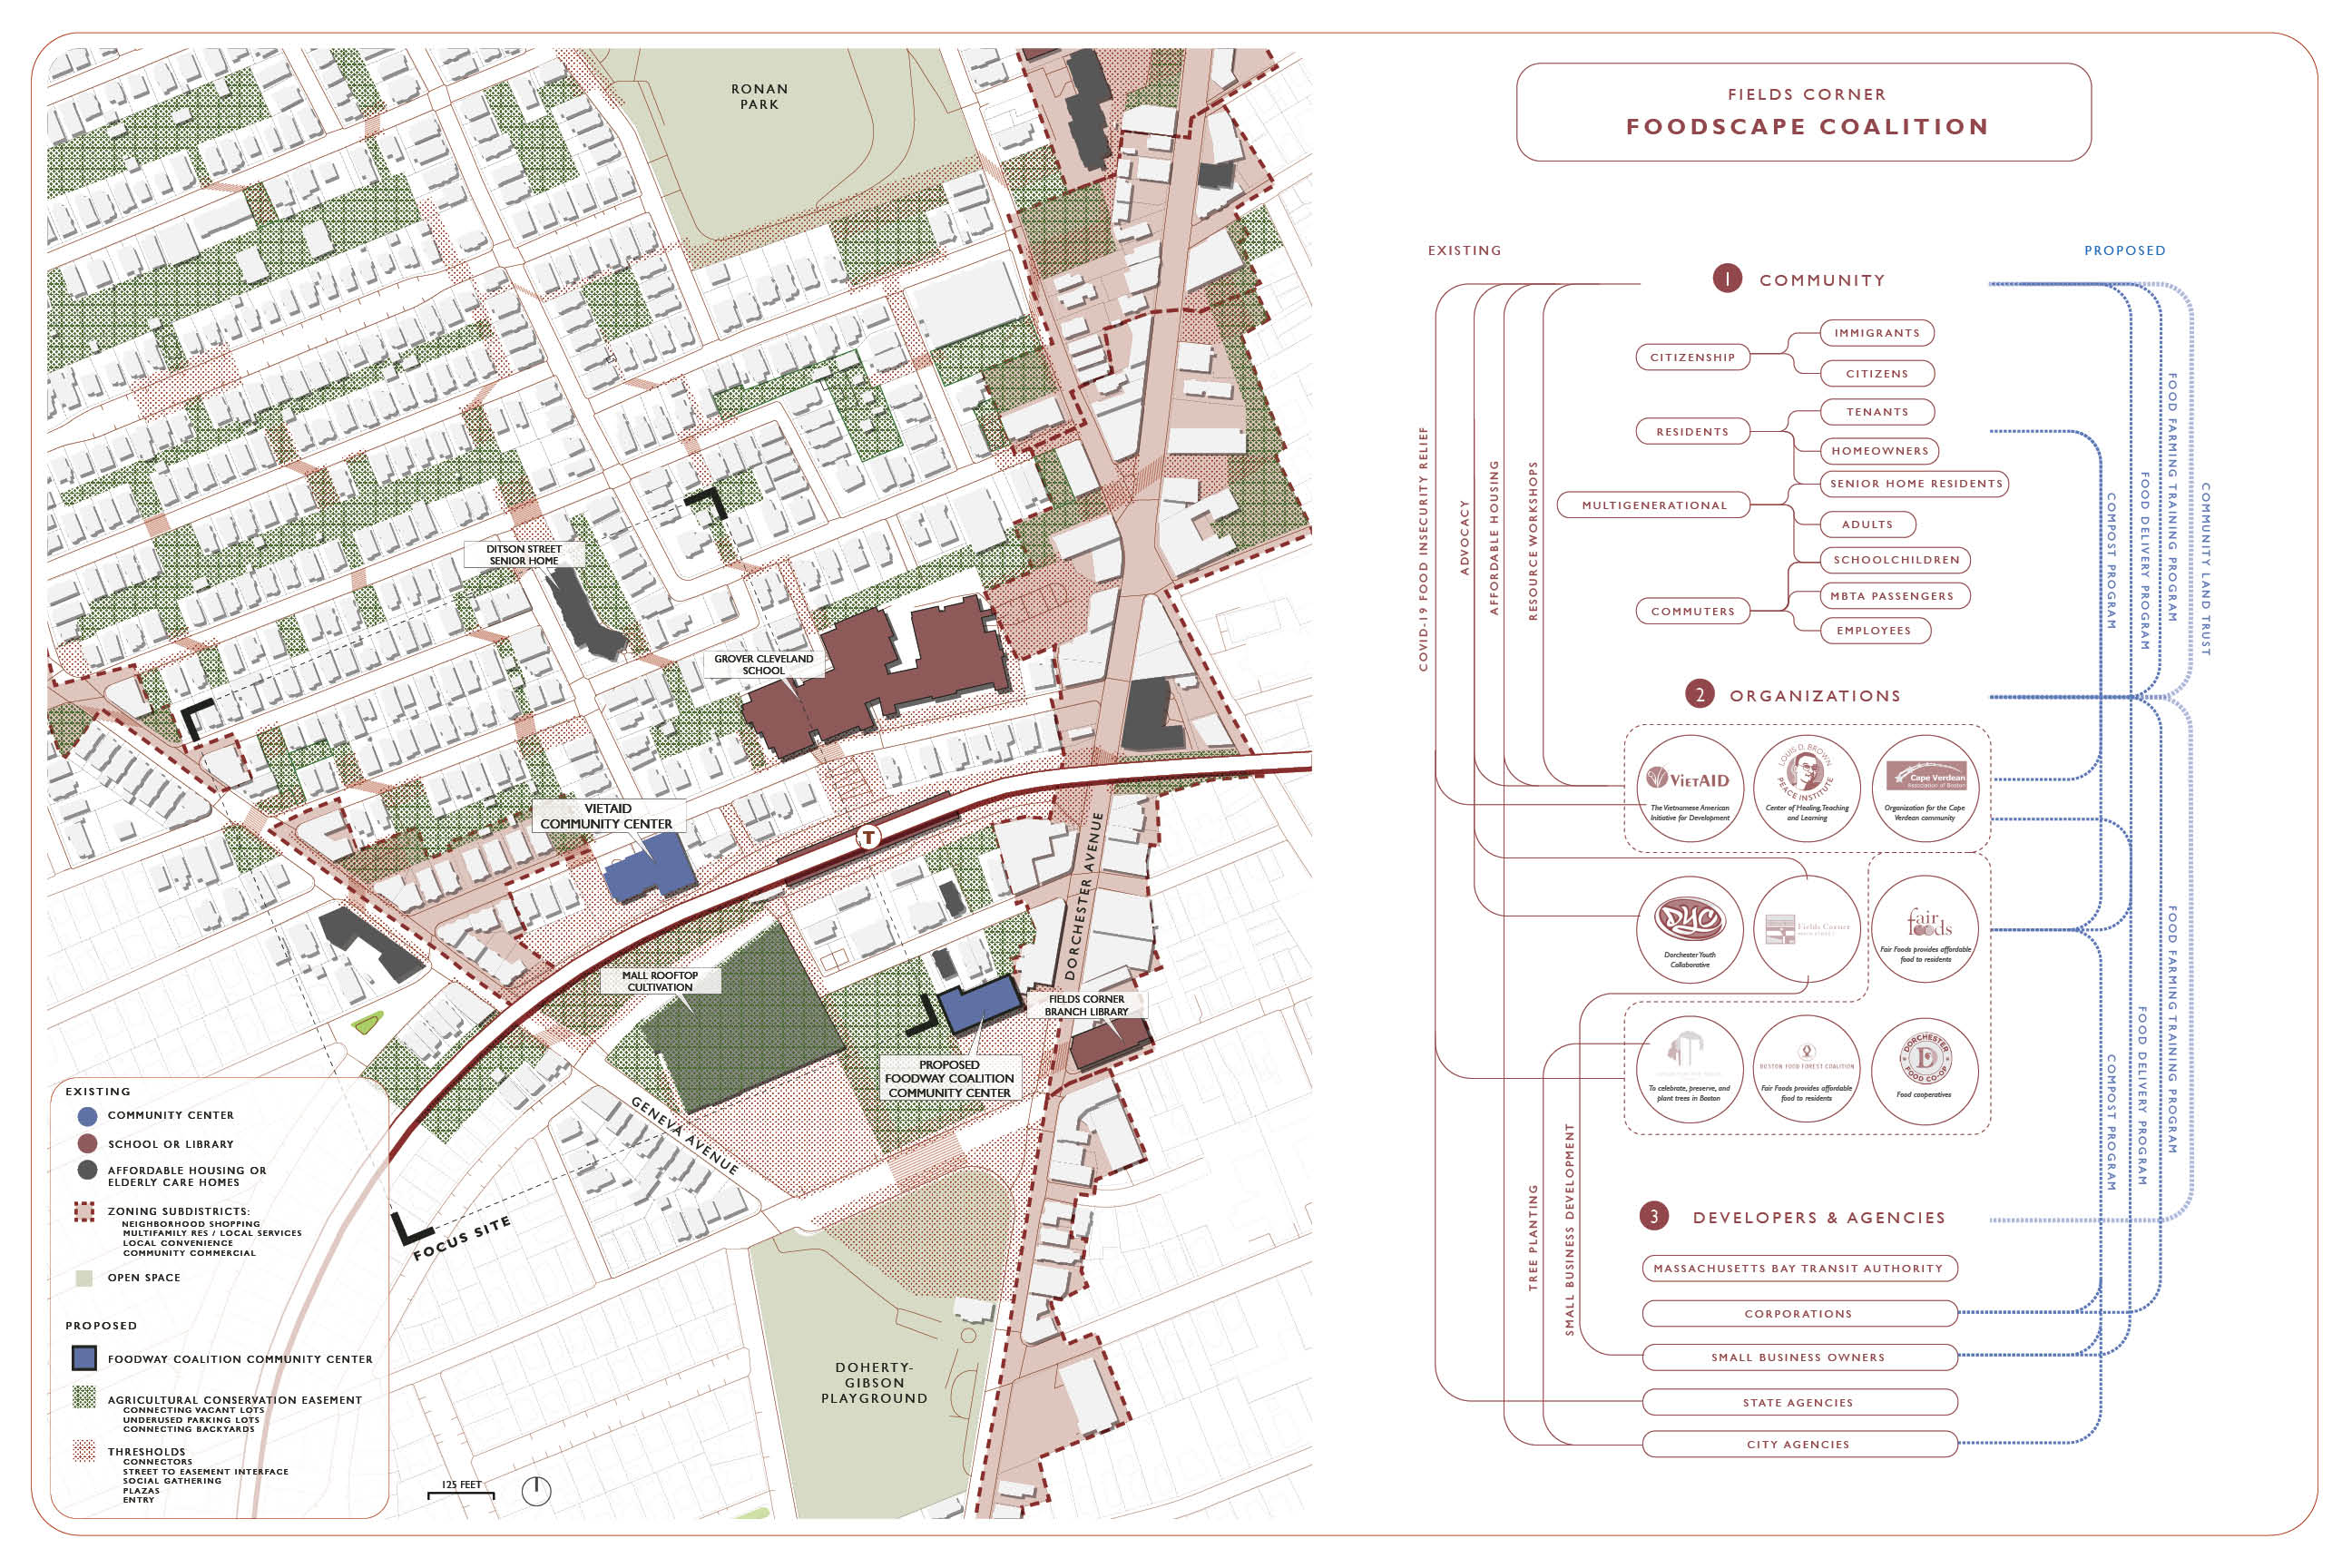 RONAN
PARK
DITSON STREET
SENIOR HOME
GROVER CLEVELAND
SCHOOL
VIETAID
COMMUNITY CENTER
T
DORCHESTER AVENUE
MALL ROOFTOP
CULTIVATION
FIELDS CORNER
BRANCH LIBRARY
PROPOSED
FOODWAY COALITION
COMMUNITY CENTER
GENEVA AVENUE
FOCUS SITE
DOHERTY-
GIBSON
PLAYGROUND
125 FEET
EXISTING
COMMUNITY CENTER
SCHOOL OR LIBRARY
AFFORDABLE HOUSING OR
ELDERLY CARE HOMES
ZONING SUBDISTRICTS:
NEIGHBORHOOD SHOPPING
MULTIFAMILY RES / LOCAL SERVICES
LOCAL CONVENIENCE
COMMUNITY COMMERCIAL
OPEN SPACE
PROPOSED
FOODWAY COALITION COMMUNITY CENTER
AGRICULTURAL CONSERVATION EASEMENT
CONNECTING VACANT LOTS
UNDERUSED PARKING LOTS
CONNECTING BACKYARDS
THRESHOLDS
CONNECTORS
STREET TO EASEMENT INTERFACE
SOCIAL GATHERING
PLAZAS
ENTRY
FIELDS CORNER
FOODSCAPE COALITION
EXISTING
PROPOSED
1 COMMUNITY
CITIZENSHIP
IMMIGRANTS
CITIZENS
RESIDENTS
TENANTS
HOMEOWNERS
MULTIGENERATIONAL
SENIOR HOME RESIDENTS
ADULTS
SCHOOLCHILDREN
COMMUTERS
MBTA PASSENGERS
EMPLOYEES
COVID-19 FOOD INSECURITY RELIEF
ADVOCACY
AFFORDABLE HOUSING
RESOURCE WORKSHOPS
COMPOST PROGRAM
FOOD DELIVERY PROGRAM
FOOD FARMING TRAINING PROGRAM
COMMUNITY LAND TRUST
2 ORGANIZATIONS
VIETAID
The Vietnamese American
Initiative for Development
LOUIS D. BROWN
PEACE INSTITUTE
Center of Healing, Teaching
and Learning
Cape Verdean
Association of Boston
Organization for the Cape
Verdean community
DYC
Dorchester Youth
Collaborative
Fields Corner
fair
foods
Fair Foods provides affordable
food to residents
To celebrate, preserve, and
plant trees in Boston
BOSTON FOOD FOREST COALITION
Fair Foods provides affordable
food to residents
DORCHESTER
D
FOOD CO-OP
Food cooperatives
TREE PLANTING
SMALL BUSINESS DEVELOPMENT
COMPOST PROGRAM
FOOD DELIVERY PROGRAM
FOOD FARMING TRAINING PROGRAM
3 DEVELOPERS & AGENCIES
MASSACHUSETTS BAY TRANSIT AUTHORITY
CORPORATIONS
SMALL BUSINESS OWNERS
STATE AGENCIES
CITY AGENCIES